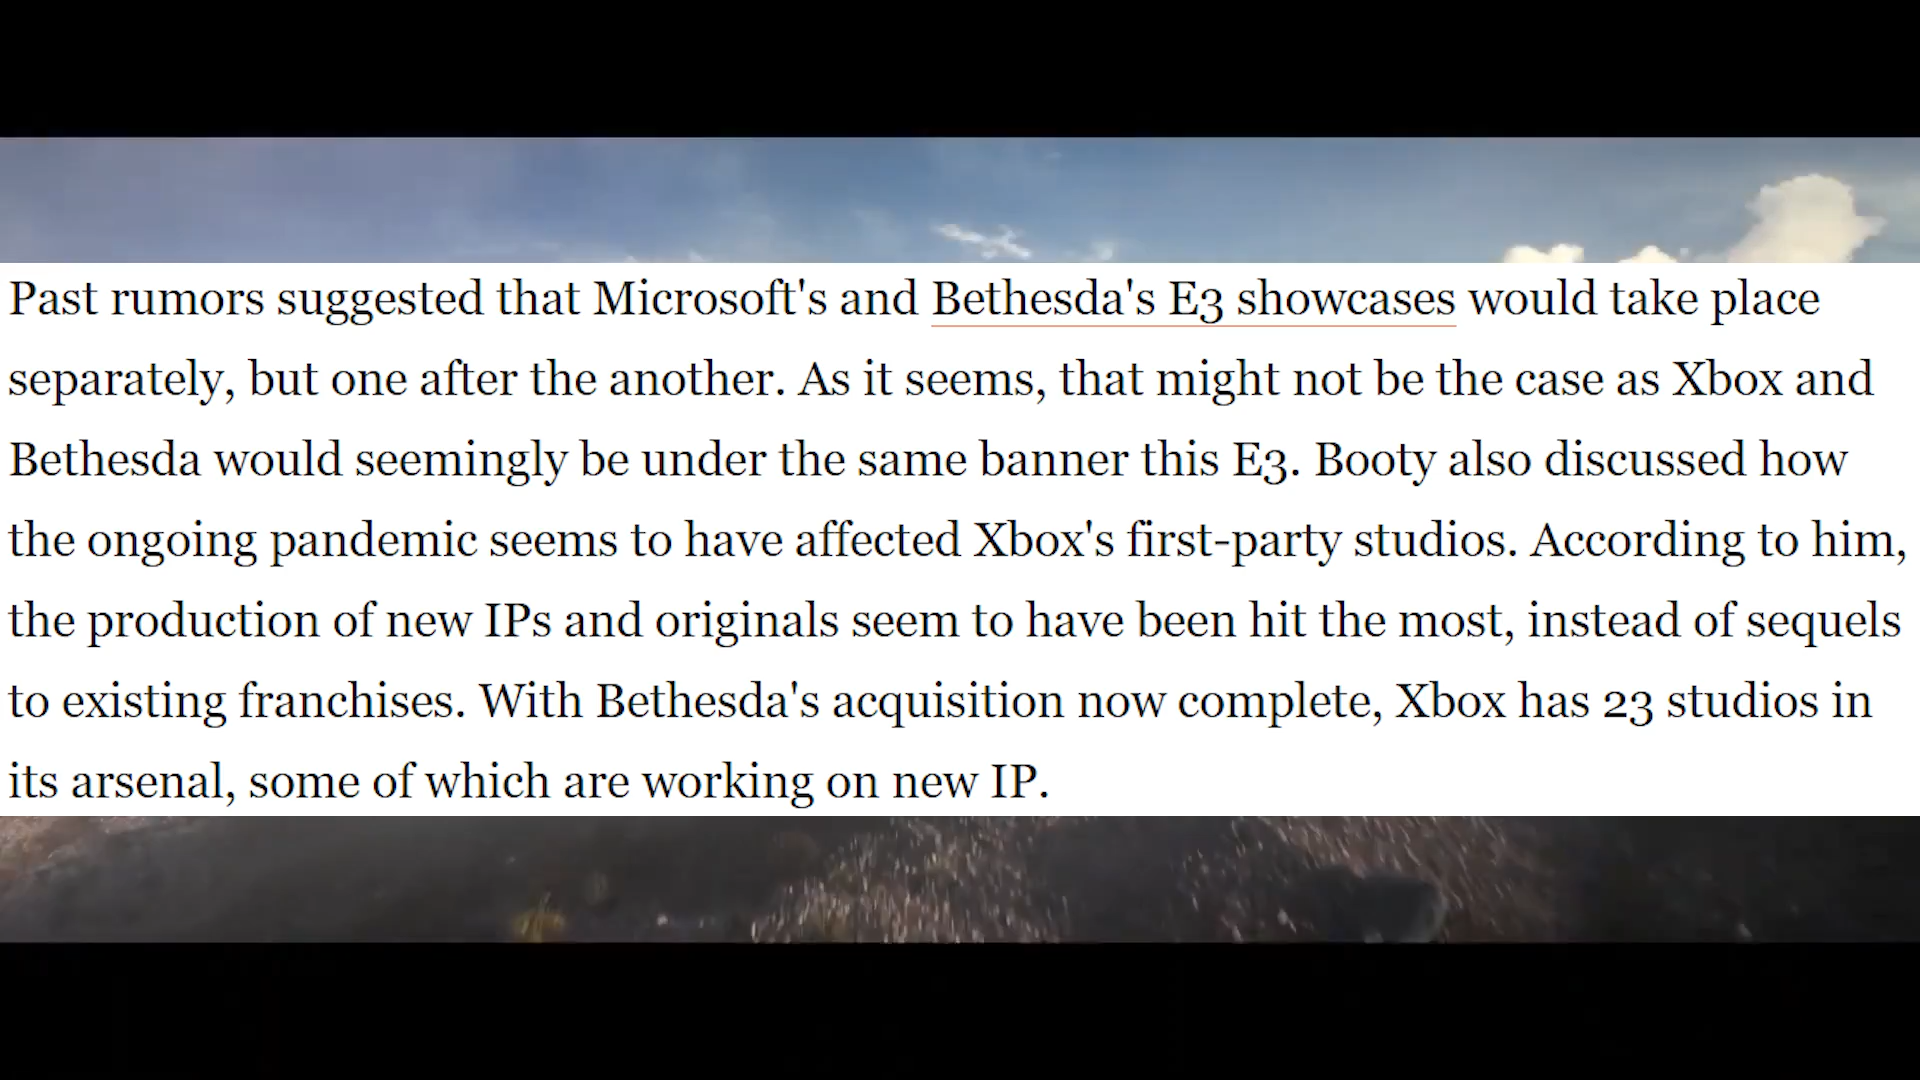 Past rumors suggested that Microsoft's and Bethesda's E3 showcases would take place
separately, but one after the another. As it seems, that might not be the case as Xbox and
Bethesda would seemingly be under the same banner this E3. Booty also discussed how
the ongoing pandemic seems to have affected Xbox's first-party studios. According to him,
the production of new IPs and originals seem to have been hit the most, instead of sequels
to existing franchises. With Bethesda's acquisition now complete, Xbox has 23 studios in
its arsenal, some of which are working on new IP.